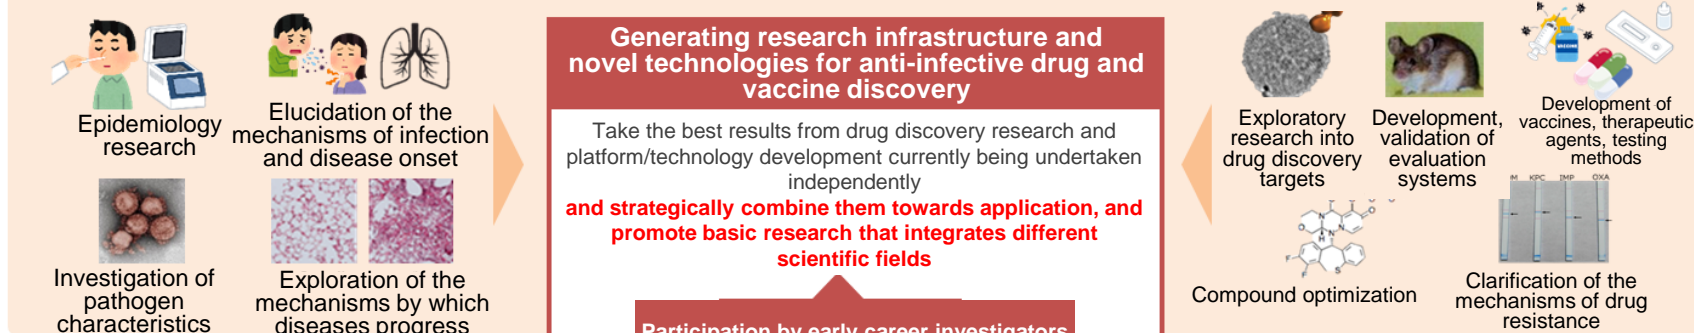 Epidemiology
research
Elucidation of the
mechanisms of infection
and disease onset
Investigation of
pathogen
characteristics
Exploration of the
mechanisms by which
diseases progress
Generating research infrastructure and
novel technologies for anti-infective drug and
vaccine discovery
Take the best results from drug discovery research and
platform/technology development currently being undertaken
independently
and strategically combine them towards application, and
promote basic research that integrates different
scientific fields
Participation by early career investigators
Exploratory
research into
drug discovery
targets
Development,
validation of
evaluation
systems
VACCINE
Development of
vaccines, therapeutic
agents, testing
methods
O
N
N
H
F
F
S
Compound optimization
KPC IMP OXA
Clarification of the
mechanisms of drug
resistance